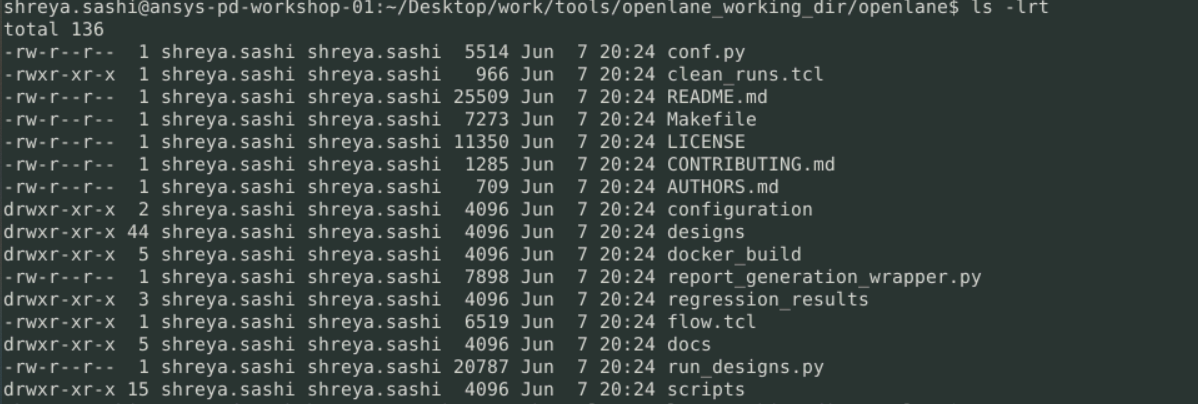 shreya.sashi@ansys-pd-workshop-01:~/Desktop/work/tools/openlane_working_dir/openlane$ ls -lrt
total 136
-rw-r--r--  1 shreya.sashi shreya.sashi  5514 Jun  7 20:24 conf.py
-rwxr-xr-x  1 shreya.sashi shreya.sashi   966 Jun  7 20:24 clean_runs.tcl
-rw-r--r--  1 shreya.sashi shreya.sashi 25509 Jun  7 20:24 README.md
-rw-r--r--  1 shreya.sashi shreya.sashi  7273 Jun  7 20:24 Makefile
-rw-r--r--  1 shreya.sashi shreya.sashi 11350 Jun  7 20:24 LICENSE
-rw-r--r--  1 shreya.sashi shreya.sashi  1285 Jun  7 20:24 CONTRIBUTING.md
-rw-r--r--  1 shreya.sashi shreya.sashi   709 Jun  7 20:24 AUTHORS.md
drwxr-xr-x  2 shreya.sashi shreya.sashi  4096 Jun  7 20:24 configuration
drwxr-xr-x 44 shreya.sashi shreya.sashi  4096 Jun  7 20:24 designs
drwxr-xr-x  5 shreya.sashi shreya.sashi  4096 Jun  7 20:24 docker_build
-rw-r--r--  1 shreya.sashi shreya.sashi  7898 Jun  7 20:24 report_generation_wrapper.py
drwxr-xr-x  3 shreya.sashi shreya.sashi  4096 Jun  7 20:24 regression_results
-rwxr-xr-x  1 shreya.sashi shreya.sashi  6519 Jun  7 20:24 flow.tcl
drwxr-xr-x  5 shreya.sashi shreya.sashi  4096 Jun  7 20:24 docs
-rw-r--r--  1 shreya.sashi shreya.sashi 20787 Jun  7 20:24 run_designs.py
drwxr-xr-x 15 shreya.sashi shreya.sashi  4096 Jun  7 20:24 scripts